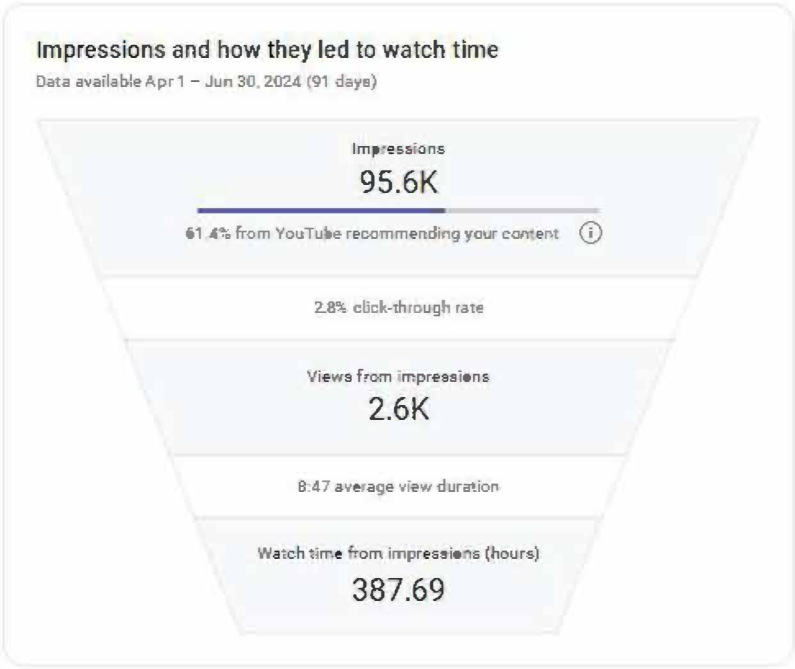 Impressions and how they led to watch time
Data available Apr 1 – Jun 30, 2024 (91 days)
Impressions
95.6K
61.4% from YouTube recommending your content
2.8% click-through rate
Views from impressions
2.6K
8:47 average view duration
Watch time from impressions (hours)
387.69